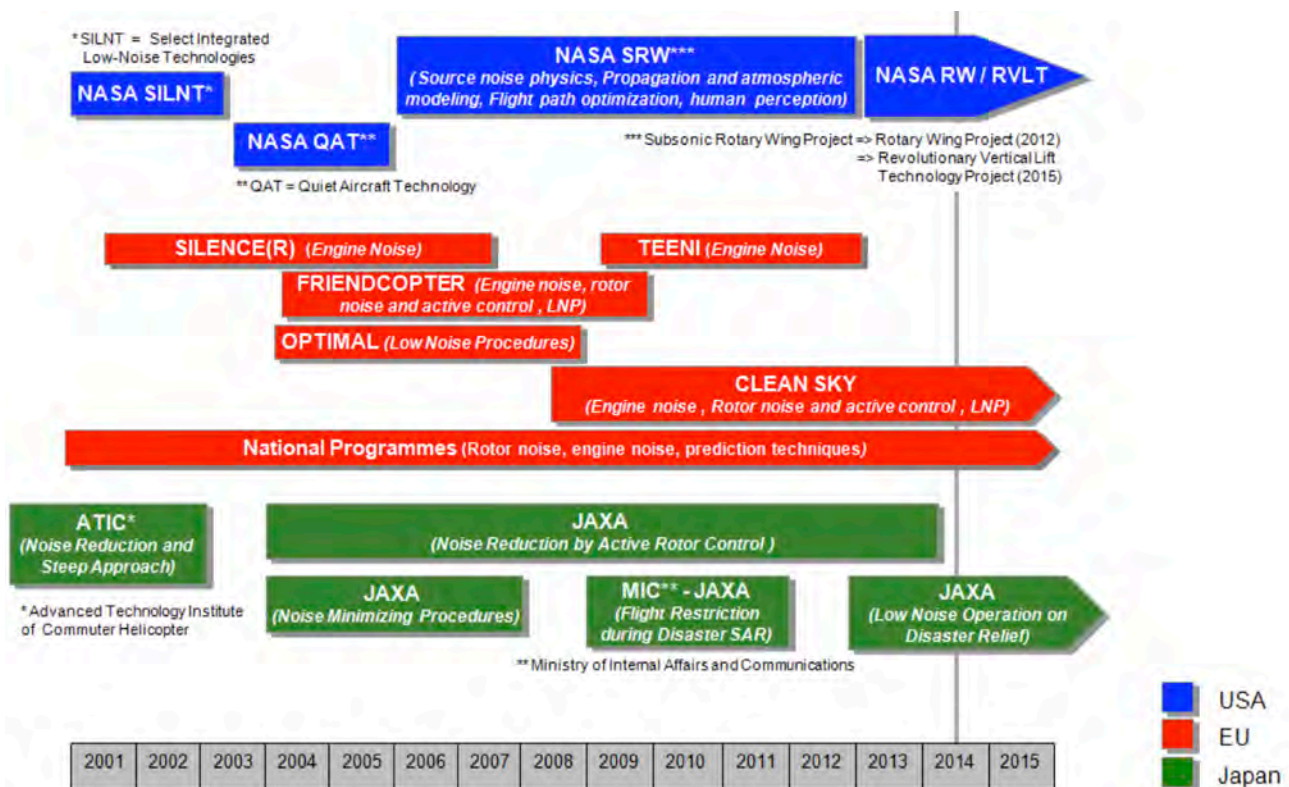 * SILNT = Select Integrated
Low-Noise Technologies
NASA SILNT*
NASA QAT**
** QAT = Quiet Aircraft Technology
NASA SRW***
( Source noise physics, Propagation and atmospheric
modeling, Flight path optimization, human perception)
NASA RW / RVLT
*** Subsonic Rotary Wing Project => Rotary Wing Project (2012)
=> Revolutionary Vertical Lift
Technology Project (2015)
SILENCE(R) (Engine Noise)
TEENI (Engine Noise)
FRIENDCOPTER (Engine noise, rotor
noise and active control , LNP)
OPTIMAL (Low Noise Procedures)
CLEAN SKY
(Engine noise , Rotor noise and active control , LNP)
National Programmes (Rotor noise, engine noise, prediction techniques)
ATIC*
(Noise Reduction and
Steep Approach)
JAXA
(Noise Reduction by Active Rotor Control )
* Advanced Technology Institute
of Commuter Helicopter
JAXA
(Noise Minimizing Procedures)
MIC** - JAXA
(Flight Restriction
during Disaster SAR)
JAXA
(Low Noise Operation on
Disaster Relief)
** Ministry of Internal Affairs and Communications
2001 2002 2003 2004 2005 2006 2007 2008 2009 2010 2011 2012 2013 2014 2015
USA
EU
Japan